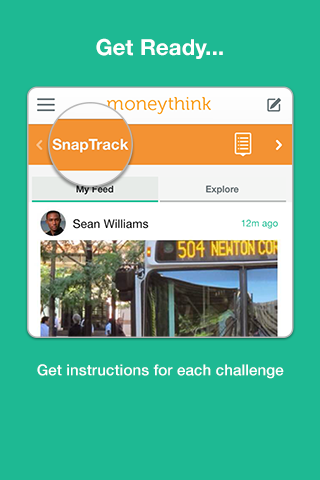 Get Ready...
moneythink
SnapTrack
My Feed
Explore
Sean Williams
12m ago
504 NEWTON COR
Get instructions for each challenge